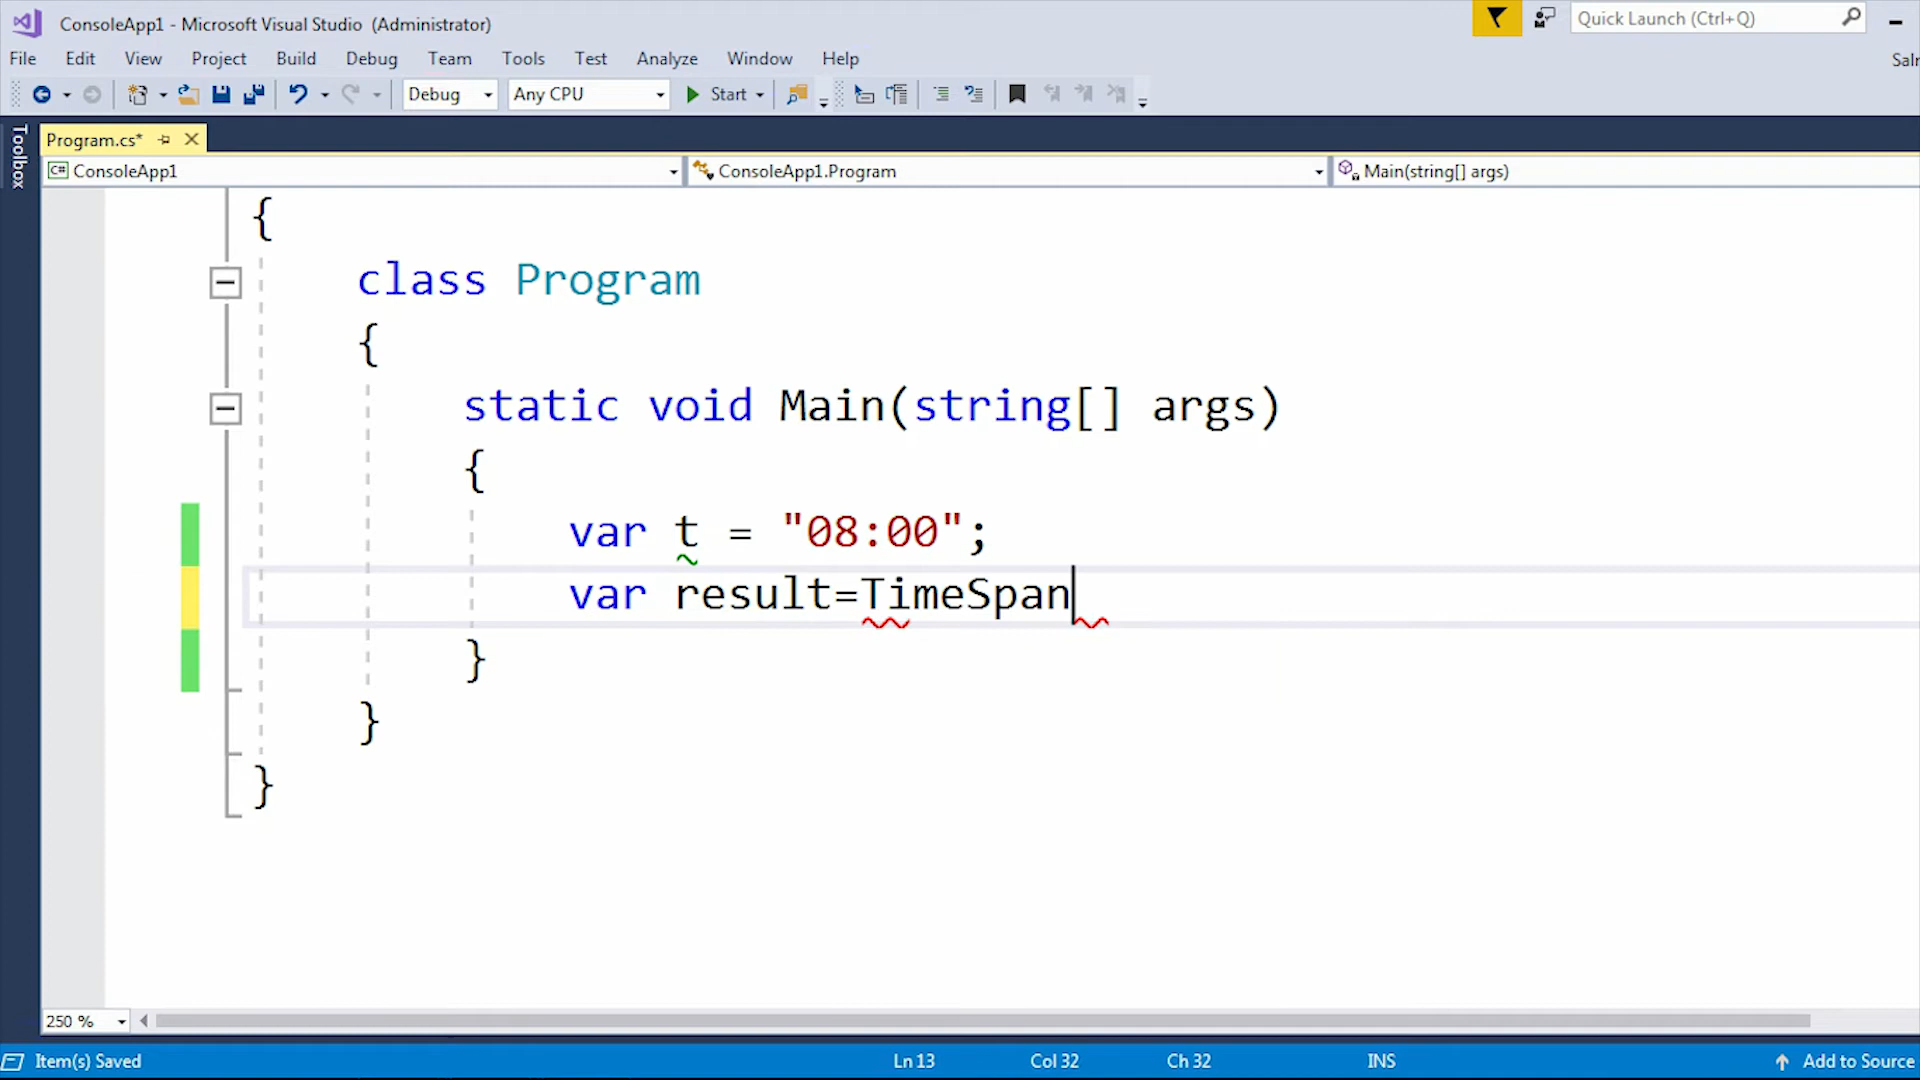 ConsoleApp1 - Microsoft Visual Studio (Administrator)
Quick Launch (Ctrl+Q)
File Edit View Project Build Debug Team Tools Test Analyze Window Help
Debug Any CPU Start
Toolbox
Program.cs*
C# ConsoleApp1 ConsoleApp1.Program Main(string[] args)
{
class Program
{
static void Main(string[] args)
{
var t = "08:00";
var result=TimeSpan
}
}
}
250 %
Item(s) Saved Ln 13 Col 32 Ch 32 INS Add to Source